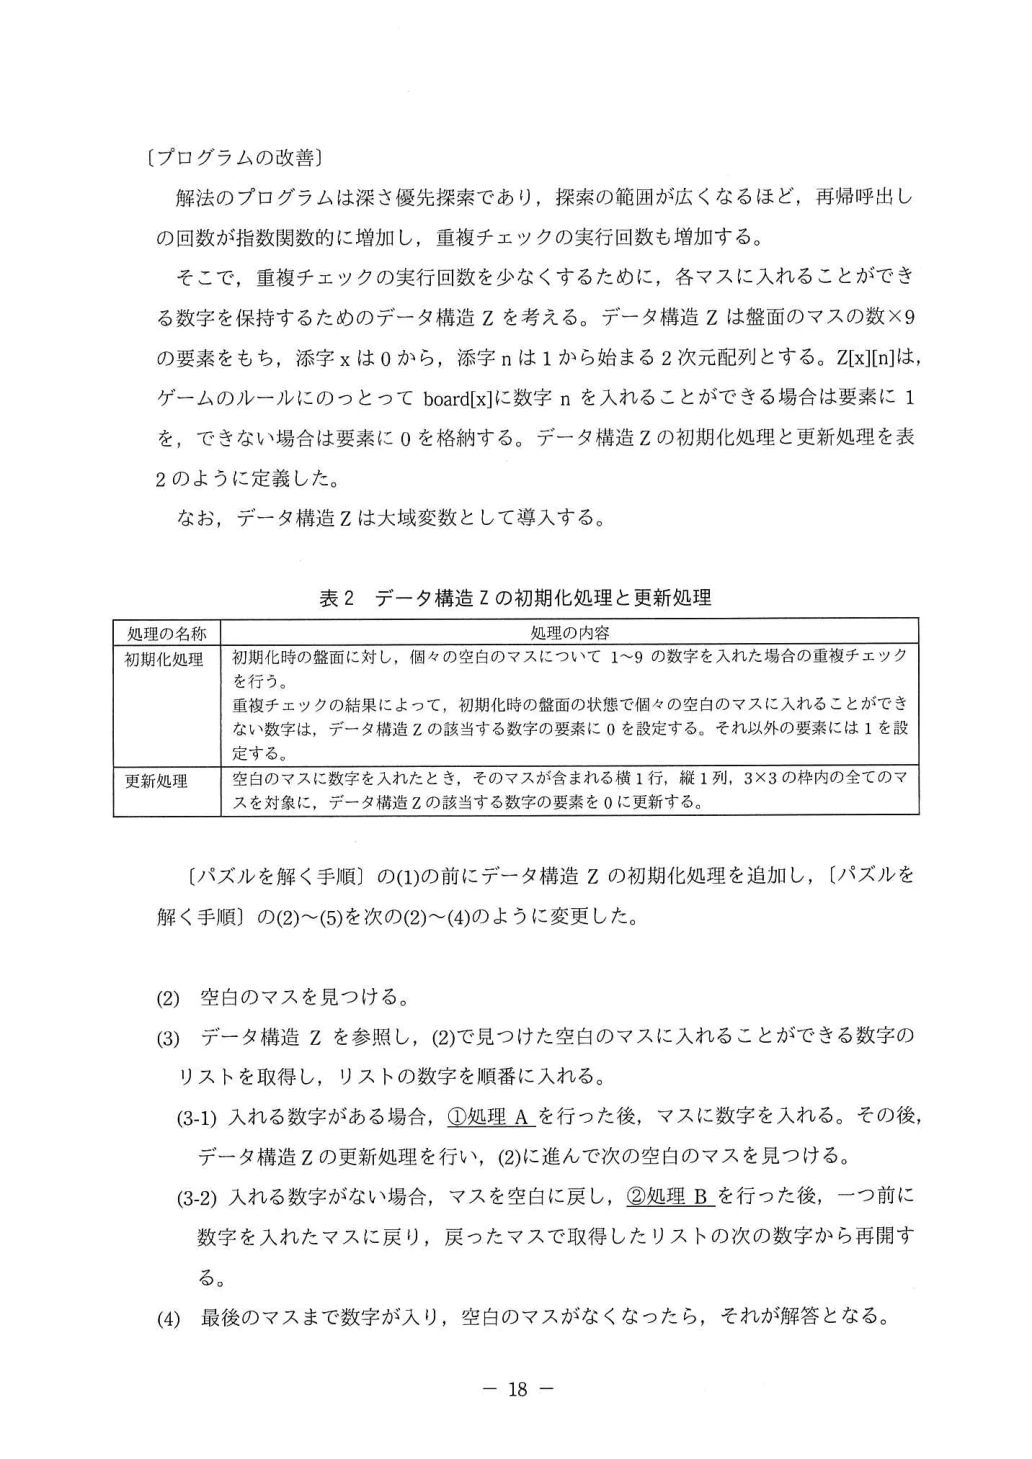 〔プログラムの改善〕
解法のプログラムは深さ優先探索であり，探索の範囲が広くなるほど，再帰呼出し
の回数が指数関数的に増加し，重複チェックの実行回数も増加する。
そこで，重複チェックの実行回数を少なくするために，各マスに入れることができ
る数字を保持するためのデータ構造 Z を考える。データ構造 Z は盤面のマスの数×9
の要素をもち，添字 x は 0 から，添字 n は 1 から始まる 2 次元配列とする。Z[x][n]は，
ゲームのルールにのっとって board[x]に数字 n を入れることができる場合は要素に 1
を，できない場合は要素に 0 を格納する。データ構造 Z の初期化処理と更新処理を表
2 のように定義した。
なお，データ構造 Z は大域変数として導入する。
表 2　データ構造 Z の初期化処理と更新処理
処理の名称　処理の内容
初期化処理　初期化時の盤面に対し，個々の空白のマスについて 1～9 の数字を入れた場合の重複チェック
を行う。
重複チェックの結果によって，初期化時の盤面の状態で個々の空白のマスに入れることができ
ない数字は，データ構造 Z の該当する数字の要素に 0 を設定する。それ以外の要素には 1 を設
定する。
更新処理　空白のマスに数字を入れたとき，そのマスが含まれる横 1 行，縦 1 列，3×3 の枠内の全てのマ
スを対象に，データ構造 Z の該当する数字の要素を 0 に更新する。
〔パズルを解く手順〕の(1)の前にデータ構造 Z の初期化処理を追加し，〔パズルを
解く手順〕の(2)～(5)を次の(2)～(4)のように変更した。
(2)　空白のマスを見つける。
(3)　データ構造 Z を参照し，(2)で見つけた空白のマスに入れることができる数字の
リストを取得し，リストの数字を順番に入れる。
(3-1) 入れる数字がある場合，①処理 A を行った後，マスに数字を入れる。その後，
データ構造 Z の更新処理を行い，(2)に進んで次の空白のマスを見つける。
(3-2) 入れる数字がない場合，マスを空白に戻し，②処理 B を行った後，一つ前に
数字を入れたマスに戻り，戻ったマスで取得したリストの次の数字から再開す
る。
(4)　最後のマスまで数字が入り，空白のマスがなくなったら，それが解答となる。
－ 18 －